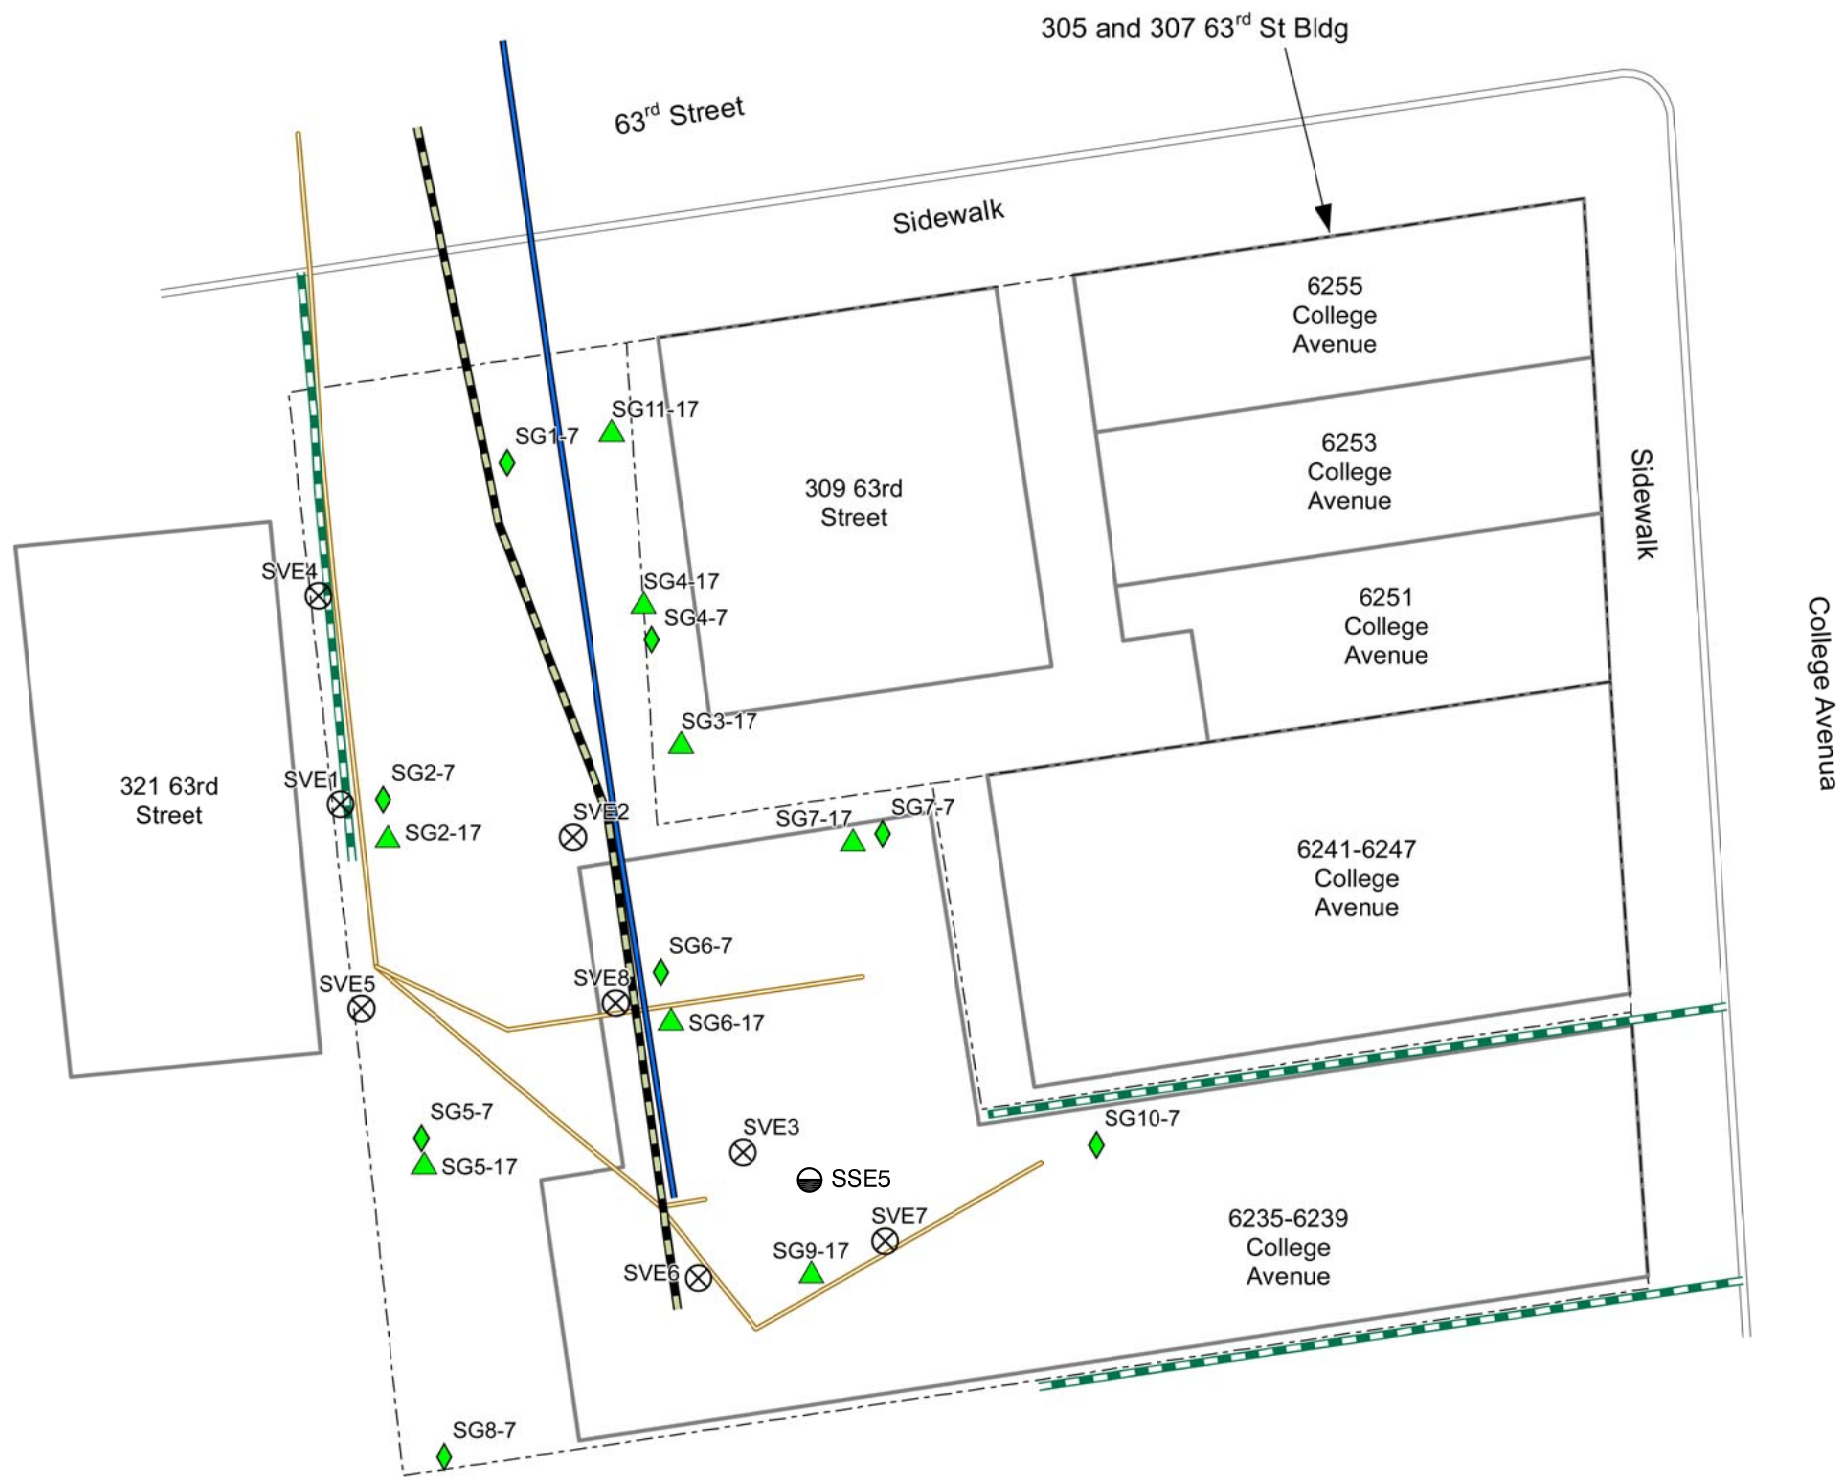 305 and 307 63rd St Bldg
63rd Street
Sidewalk
6255
College
Avenue
SG11-17
SG1-7
6253
College
Avenue
309 63rd
Street
Sidewalk
SVE4
SG4-17
SG4-7
6251
College
Avenue
College Avenua
SG3-17
321 63rd
Street
SVE1
SG2-7
SG2-17
SVE2
SG7-17
SG7-7
6241-6247
College
Avenue
SG6-7
SVE8
SVE5
SG6-17
SG5-7
SG5-17
SVE3
SG10-7
SSE5
SVE7
6235-6239
College
Avenue
SG9-17
SVE6
SG8-7